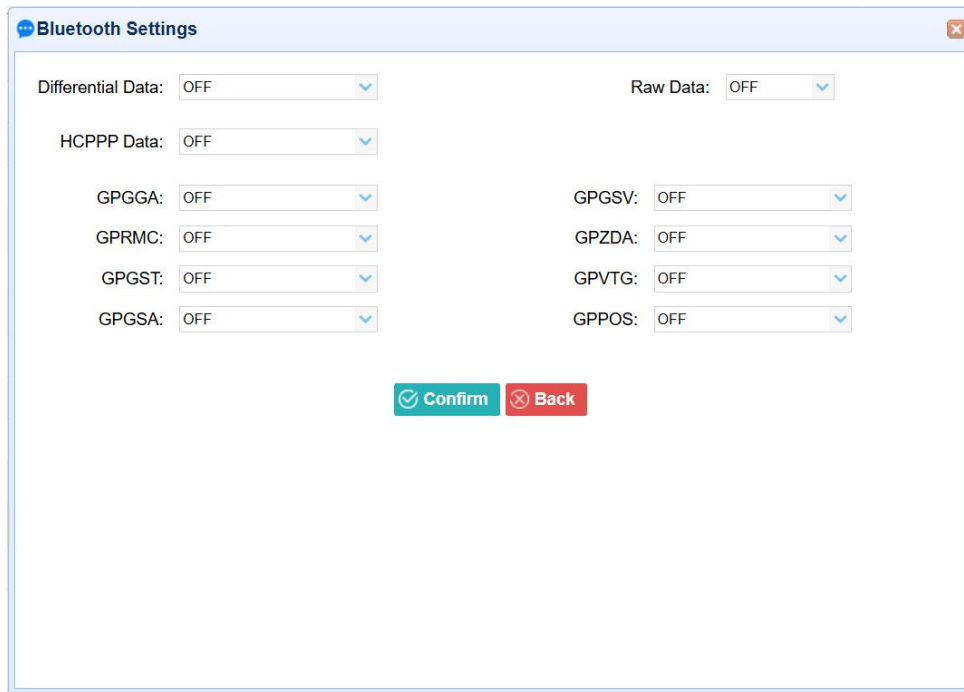 Bluetooth Settings
Differential Data: OFF Raw Data: OFF
HCPPP Data: OFF
GPGGA: OFF GPGSV: OFF
GPRMC: OFF GPZDA: OFF
GPGST: OFF GPVTG: OFF
GPGSA: OFF GPPOS: OFF
Confirm Back